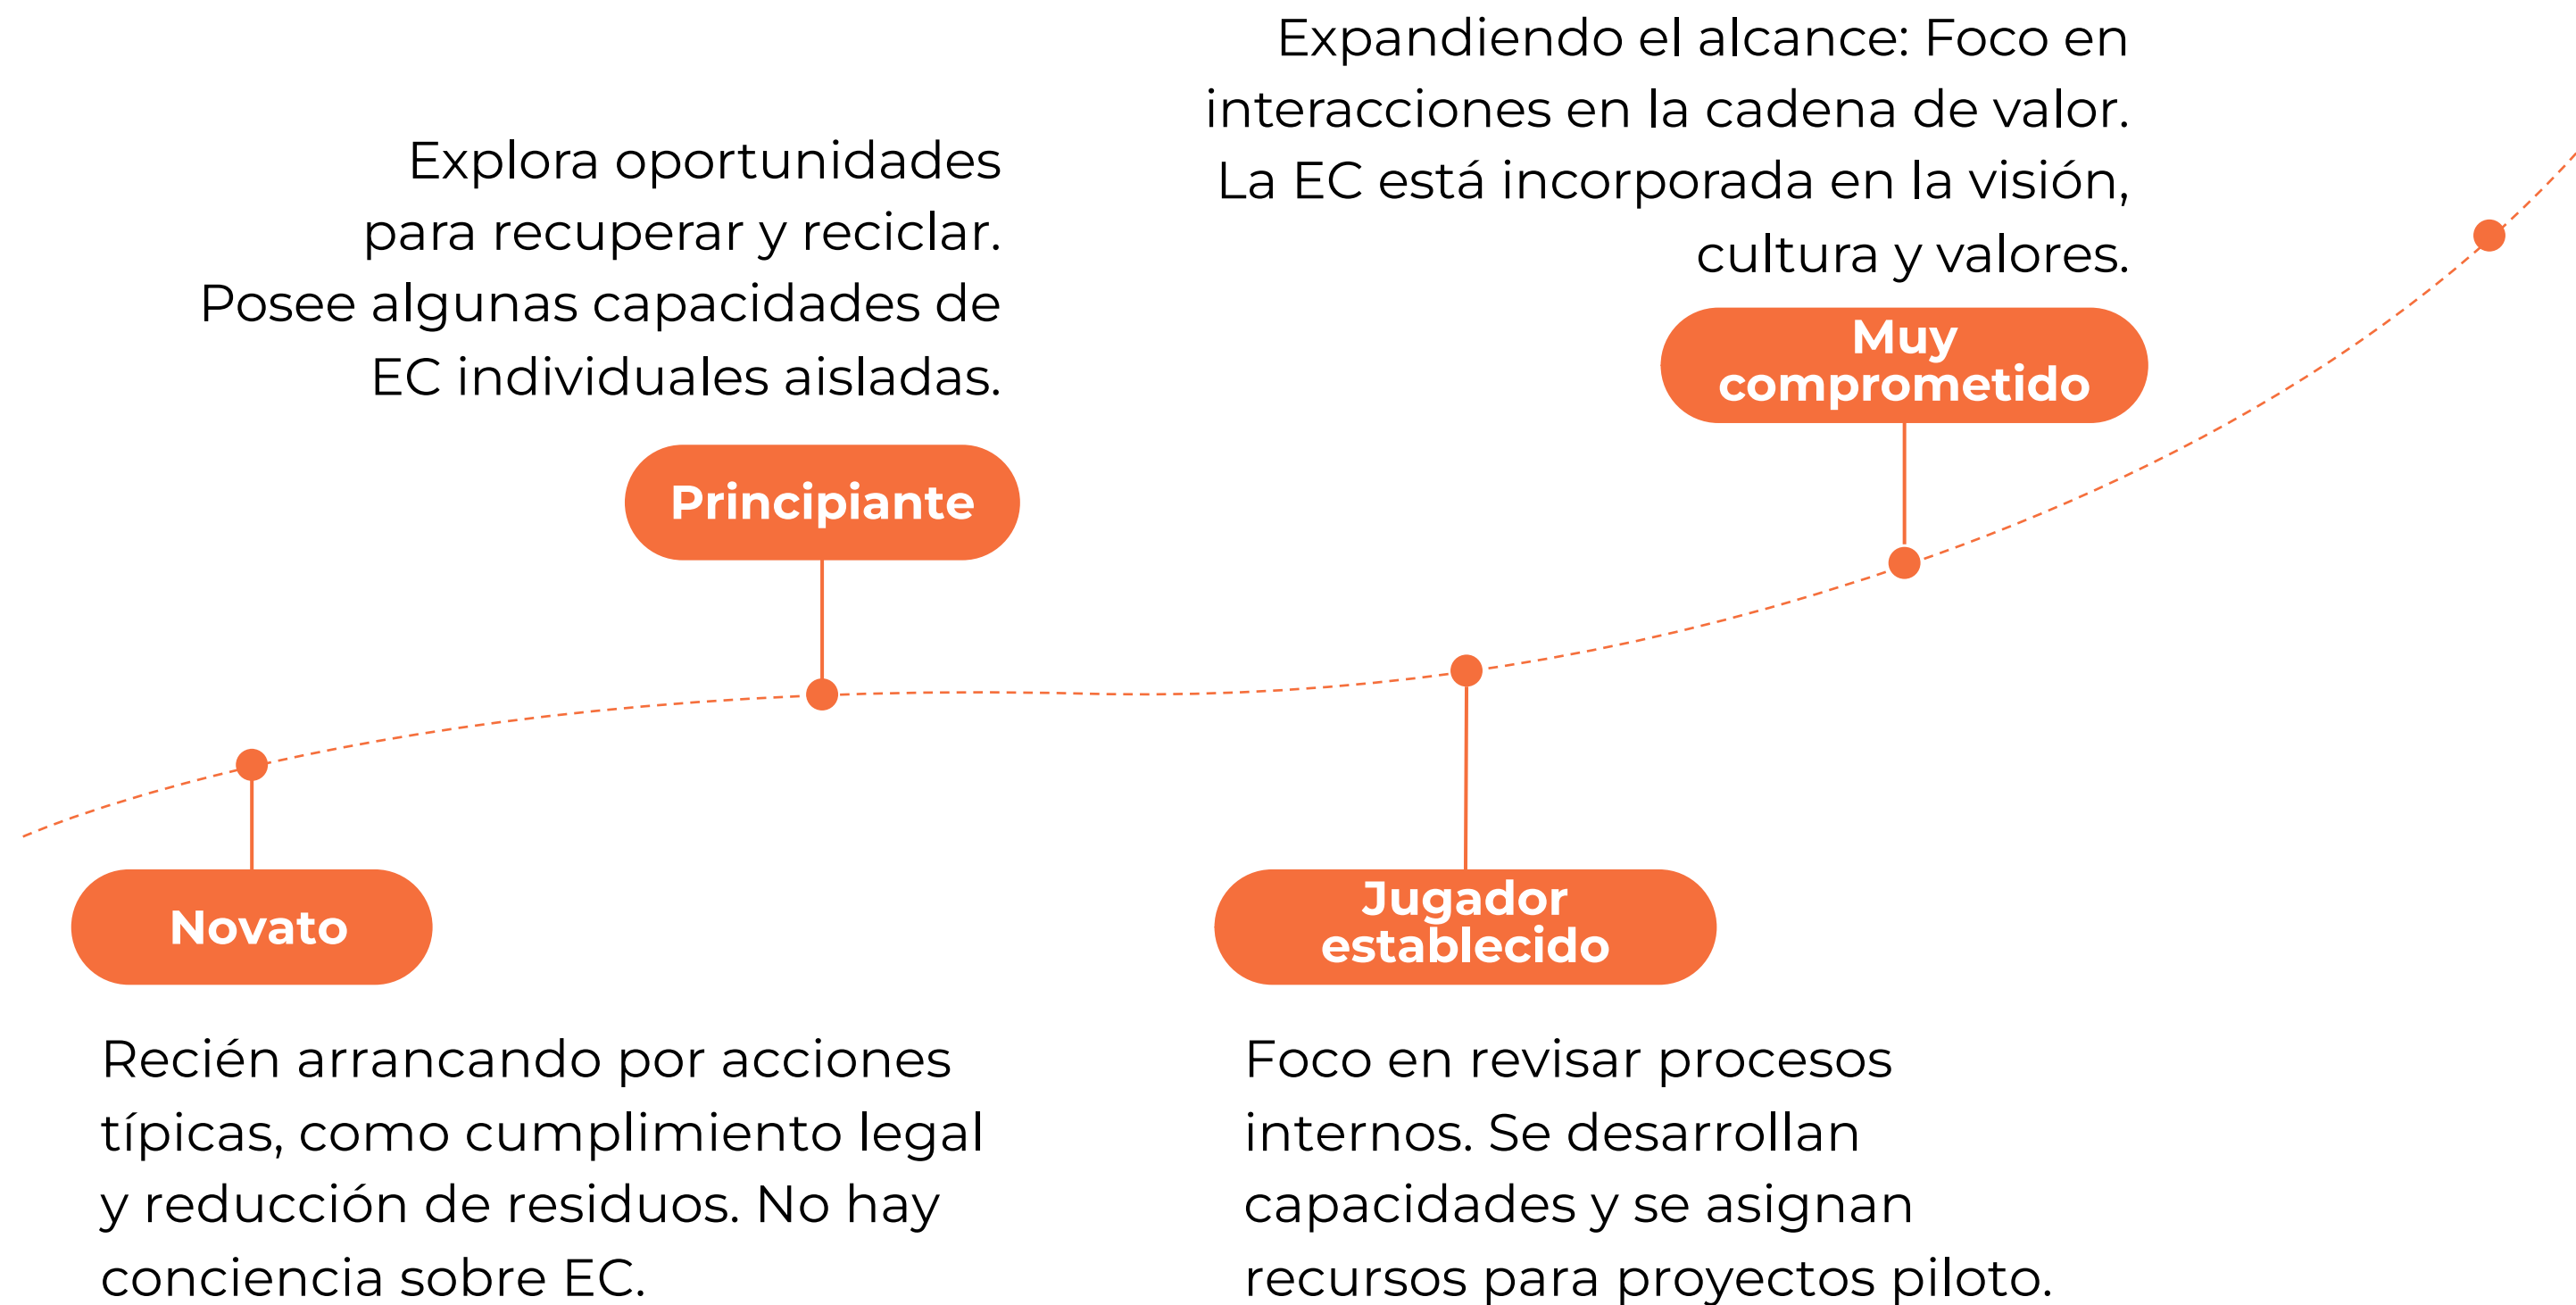 Expandiendo el alcance: Foco en
interacciones en la cadena de valor.
La EC está incorporada en la visión,
cultura y valores.
Muy
comprometido
Explora oportunidades
para recuperar y reciclar.
Posee algunas capacidades de
EC individuales aisladas.
Principiante
Novato
Recién arrancando por acciones
típicas, como cumplimiento legal
y reducción de residuos. No hay
conciencia sobre EC.
Jugador
establecido
Foco en revisar procesos
internos. Se desarrollan
capacidades y se asignan
recursos para proyectos piloto.